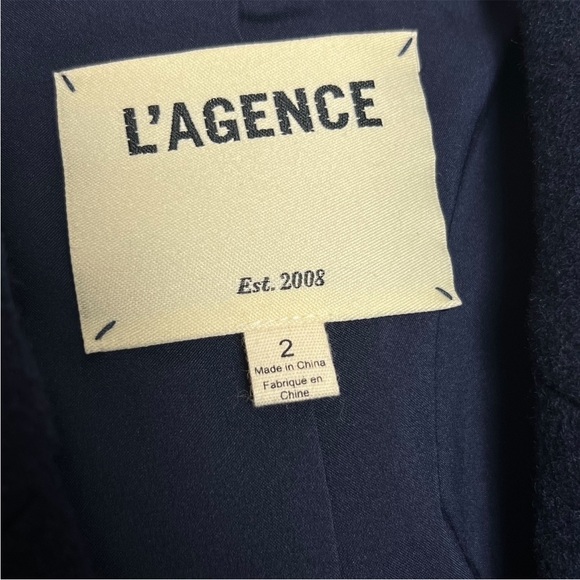 L'AGENCE
Est. 2008
2
Made in China
Fabriqué en
Chine